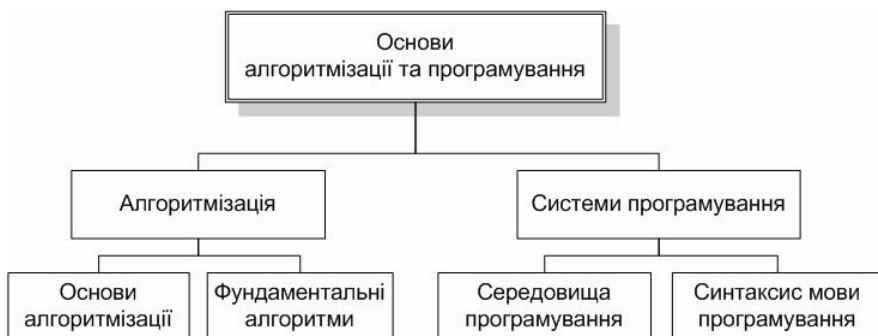 Основи
алгоритмізації та програмування
Алгоритмізація
Системи програмування
Основи
алгоритмізації
Фундаментальні
алгоритми
Середовища
програмування
Синтаксис мови
програмування